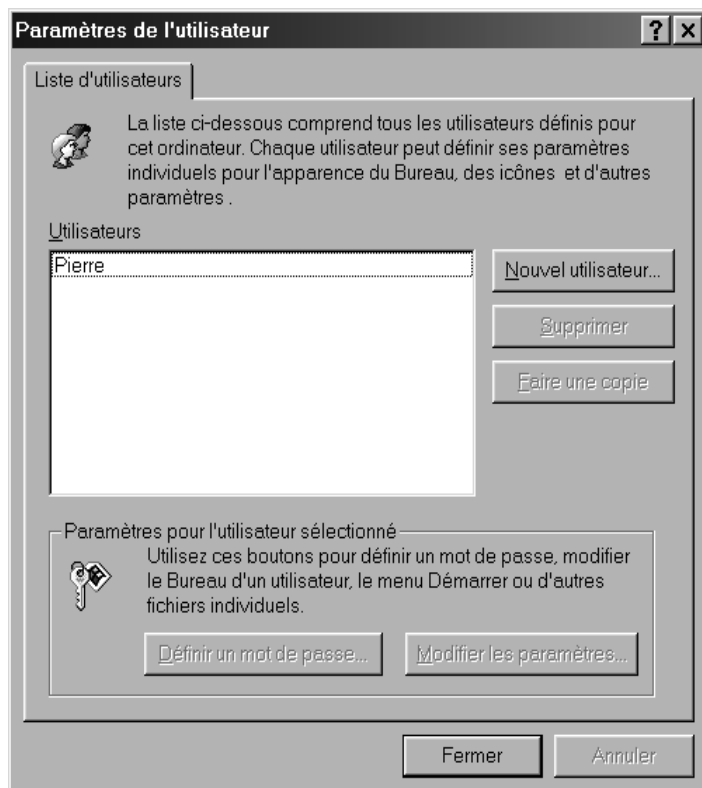 Paramètres de l'utilisateur
Liste d'utilisateurs
La liste ci-dessous comprend tous les utilisateurs définis pour
cet ordinateur. Chaque utilisateur peut définir ses paramètres
individuels pour l'apparence du Bureau, des icônes et d'autres
paramètres .
Utilisateurs
Pierre
Nouvel utilisateur...
Supprimer
Faire une copie
Paramètres pour l'utilisateur sélectionné
Utilisez ces boutons pour définir un mot de passe, modifier
le Bureau d'un utilisateur, le menu Démarrer ou d'autres
fichiers individuels.
Définir un mot de passe...
Modifier les paramètres...
Fermer
Annuler